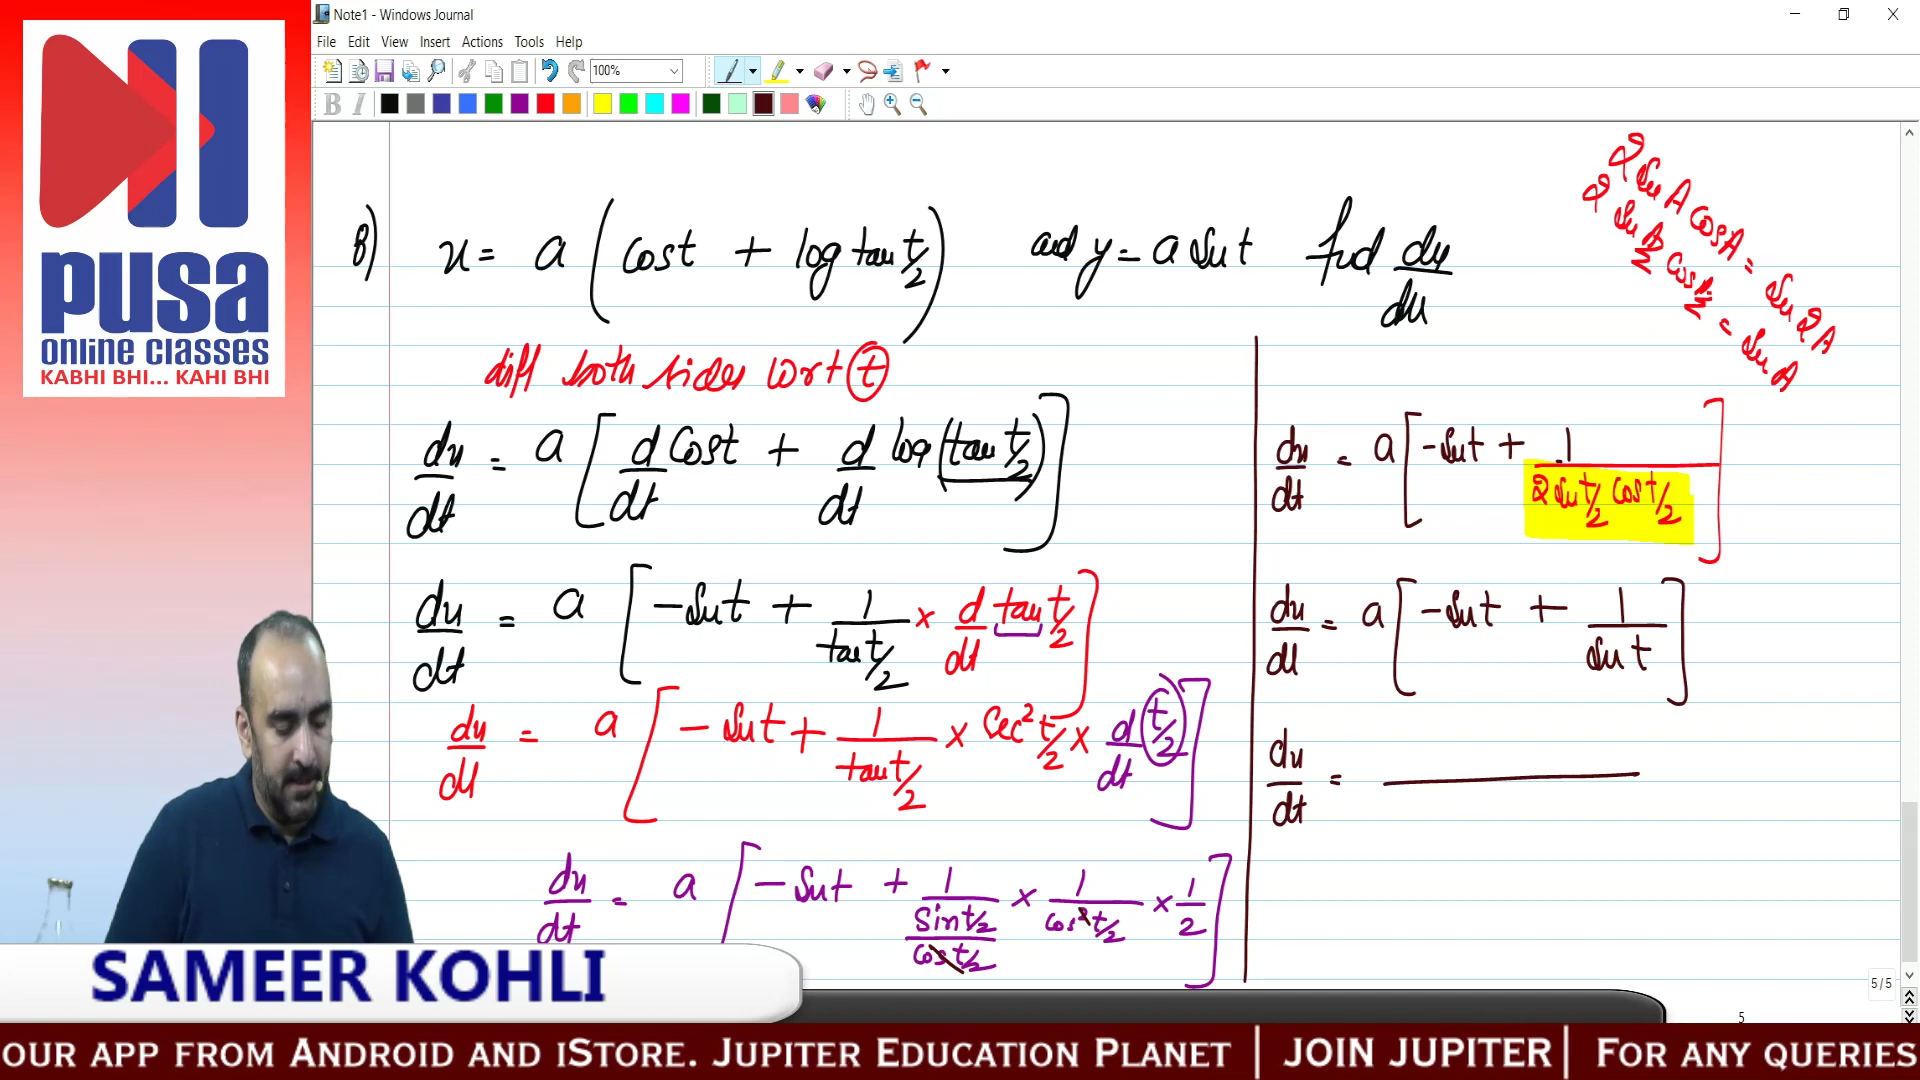 PUSA
ONLINE CLASSES
KABHI BHI... KAHI BHI
Note1 - Windows Journal
File Edit View Insert Actions Tools Help
100%
B I
2 sin A cos A = sin 2A
2 sin A/2 cos A/2 = sin A
8) x = a (cos t + log tan t/2) and y = a sin t find dy/dx
diff both sides wrt t
dx/dt = a [d/dt cos t + d/dt log (tan t/2)]
dx/dt = a [-sin t + 1/(tan t/2) × d/dt tan t/2]
dx/dt = a [-sin t + 1/(tan t/2) × sec² t/2 × d/dt t/2]
dx/dt = a [-sin t + 1/(sin t/2 / cos t/2) × 1/(cos² t/2) × 1/2]
dx/dt = a [-sin t + 1/(2 sin t/2 cos t/2)]
dx/dt = a [-sin t + 1/sin t]
dx/dt =
5/5
5
SAMEER KOHLI
OUR APP FROM ANDROID AND ISTORE. JUPITER EDUCATION PLANET | JOIN JUPITER | FOR ANY QUERIES